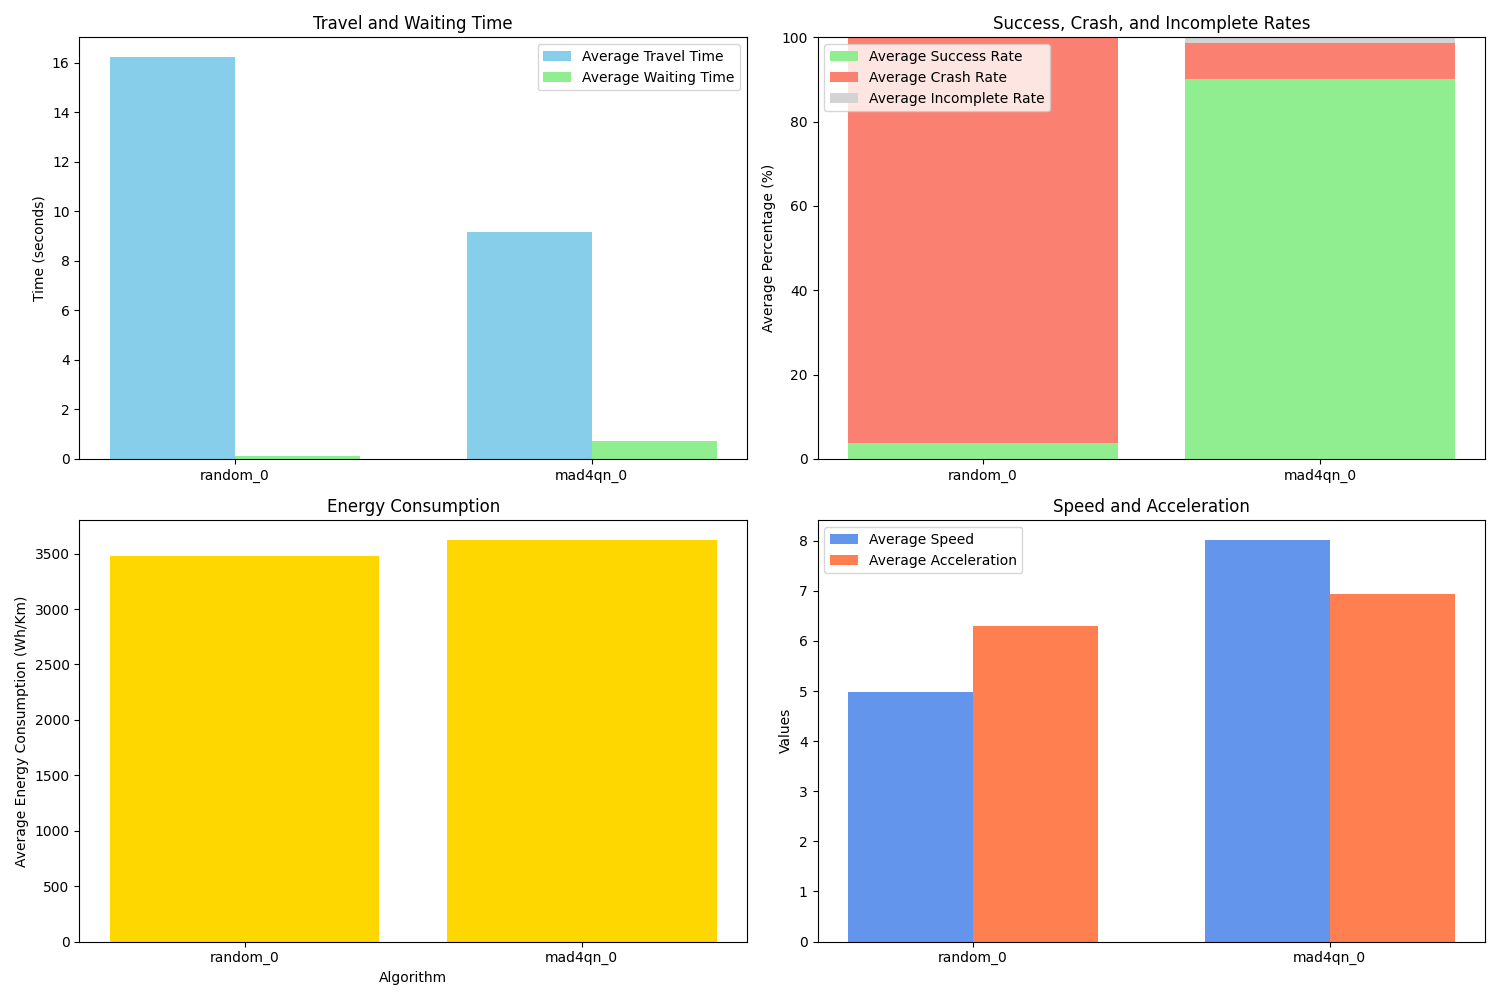 Travel and Waiting Time
Average Travel Time
Average Waiting Time
Time (seconds)
16
14
12
10
8
6
4
2
0
random_0
mad4qn_0
Success, Crash, and Incomplete Rates
Average Success Rate
Average Crash Rate
Average Incomplete Rate
Average Percentage (%)
100
80
60
40
20
0
random_0
mad4qn_0
Energy Consumption
Average Energy Consumption (Wh/Km)
3500
3000
2500
2000
1500
1000
500
0
random_0
mad4qn_0
Algorithm
Speed and Acceleration
Average Speed
Average Acceleration
Values
8
7
6
5
4
3
2
1
0
random_0
mad4qn_0